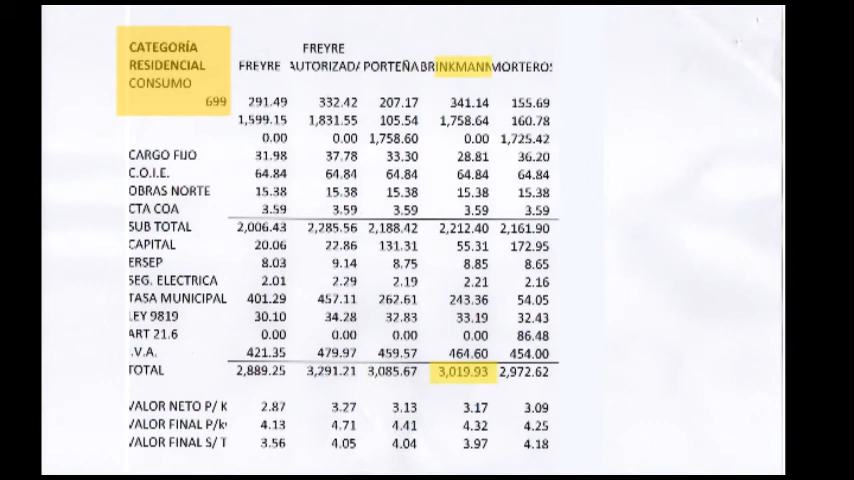 CATEGORÍA
RESIDENCIAL FREYRE FREYRE AUTORIZADA PORTEÑA BRINKMANN MORTEROS
CONSUMO
699 291.49 332.42 207.17 341.14 155.69
1,599.15 1,831.55 105.54 1,758.64 160.78
0.00 0.00 1,758.60 0.00 1,725.42
CARGO FIJO 31.98 37.78 33.30 28.81 36.20
C.O.I.E. 64.84 64.84 64.84 64.84 64.84
OBRAS NORTE 15.38 15.38 15.38 15.38 15.38
CTA COA 3.59 3.59 3.59 3.59 3.59
SUB TOTAL 2,006.43 2,285.56 2,188.42 2,212.40 2,161.90
CAPITAL 20.06 22.86 131.31 55.31 172.95
ERSEP 8.03 9.14 8.75 8.85 8.65
SEG. ELECTRICA 2.01 2.29 2.19 2.21 2.16
TASA MUNICIPAL 401.29 457.11 262.61 243.36 54.05
LEY 9819 30.10 34.28 32.83 33.19 32.43
ART 21.6 0.00 0.00 0.00 0.00 86.48
I.V.A. 421.35 479.97 459.57 464.60 454.00
TOTAL 2,889.25 3,291.21 3,085.67 3,019.93 2,972.62
VALOR NETO P/ K 2.87 3.27 3.13 3.17 3.09
VALOR FINAL P/k 4.13 4.71 4.41 4.32 4.25
VALOR FINAL S/ T 3.56 4.05 4.04 3.97 4.18